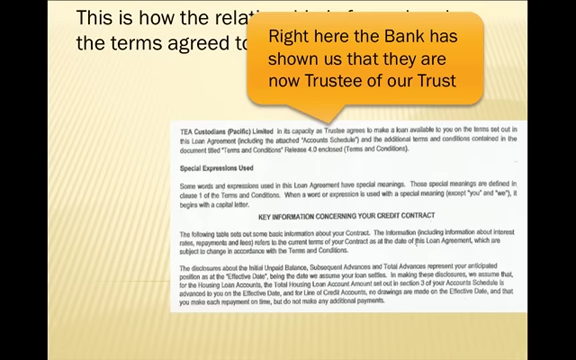 This is how the relati
the terms agreed to
Right here the Bank has
shown us that they are
now Trustee of our Trust
TEA Custodians (Pacific) Limited in its capacity as Trustee agrees to make a loan available to you on the terms set out in
this Loan Agreement (including the attached "Accounts Schedule") and the additional terms and conditions contained in the
document titled "Terms and Conditions" Release 4.0 enclosed (Terms and Conditions).
Special Expressions Used
Some words and expressions used in this Loan Agreement have special meanings. Those special meanings are defined in
clause 1 of the Terms and Conditions. When a word or expression is used with a special meaning (except "you" and "we"), it
begins with a capital letter.
KEY INFORMATION CONCERNING YOUR CREDIT CONTRACT
The following table sets out some basic information about your Contract. The Information (including information about interest
rates, repayments and fees) refers to the current terms of your Contract as at the date of this Loan Agreement, which are
subject to change in accordance with the Terms and Conditions.
The disclosures about the Initial Unpaid Balance, Subsequent Advances and Total Advances represent your anticipated
position as at the "Effective Date", being the date we assume your loan settles. In making these disclosures, we assume that,
for the Housing Loan Accounts, the Total Housing Loan Account Amount set out in section 3 of your Accounts Schedule is
advanced to you on the Effective Date, and for Line of Credit Accounts, no drawings are made on the Effective Date, and that
you make each repayment on time, but do not make any additional payments.